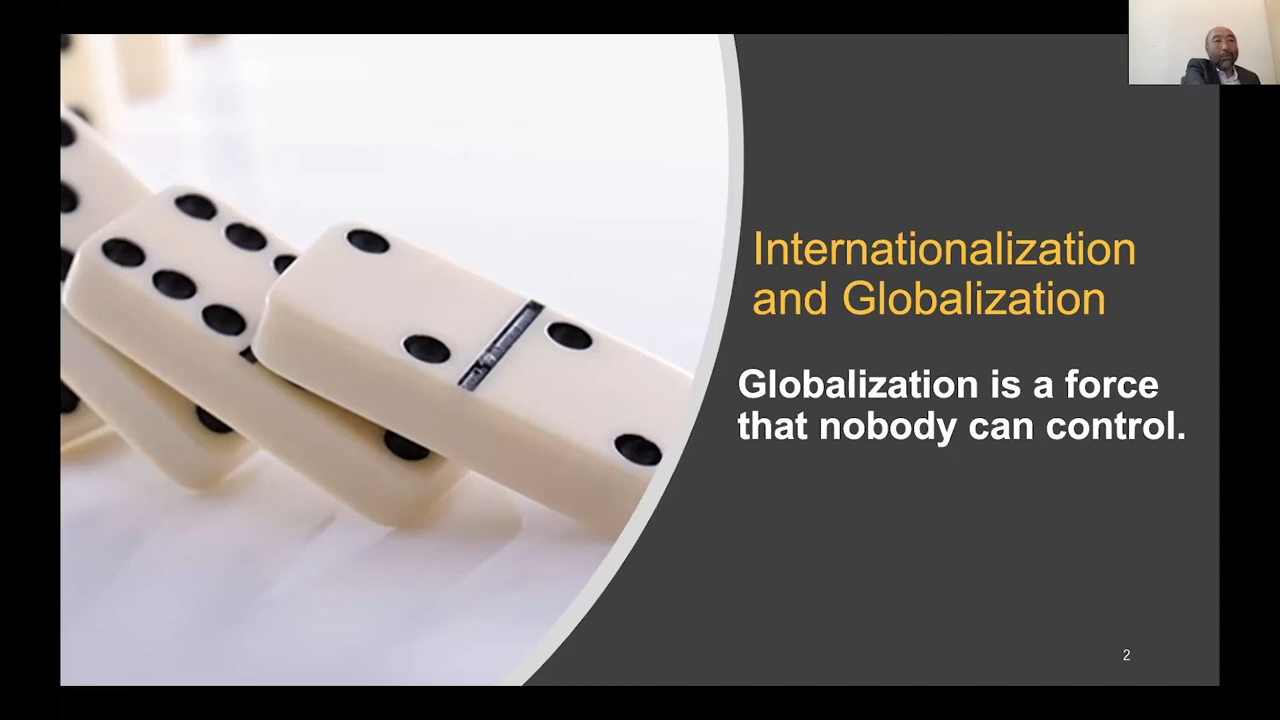 Internationalization
and Globalization
Globalization is a force
that nobody can control.
2